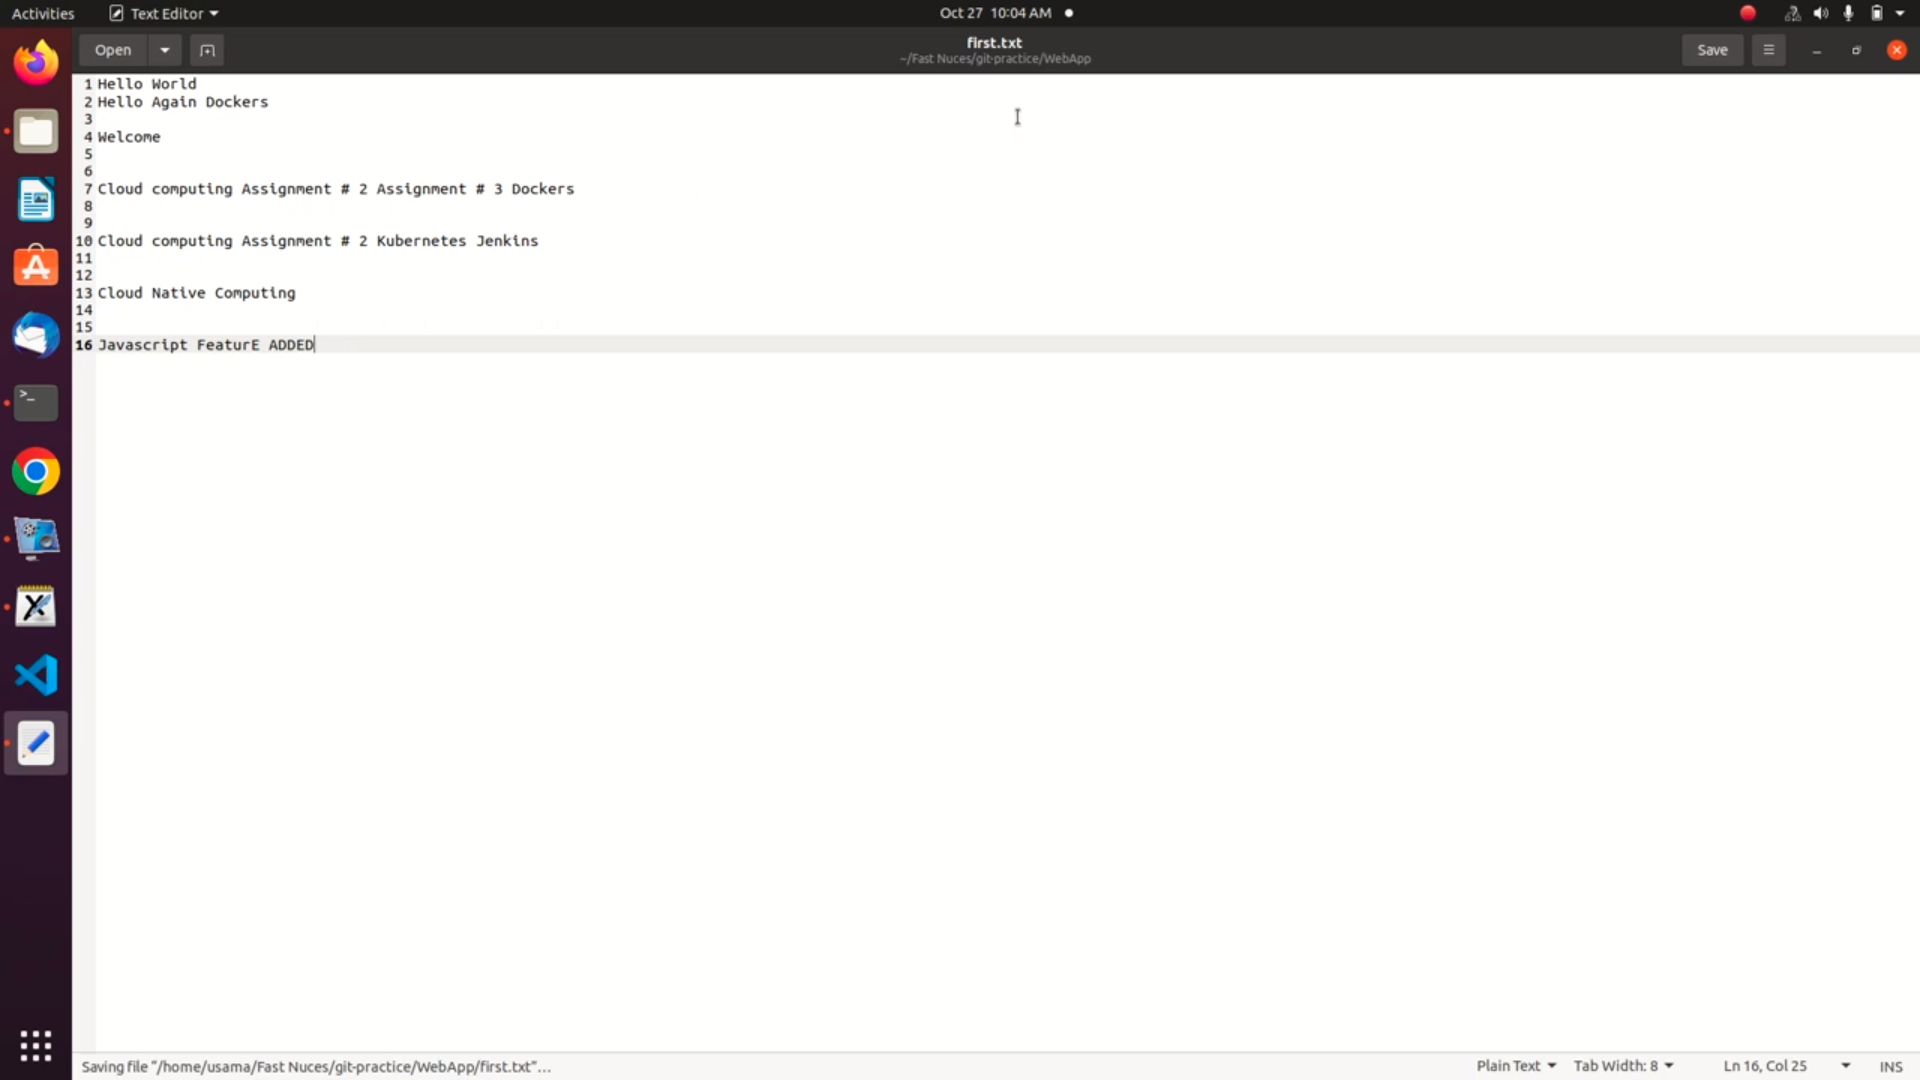 Activities Text Editor Oct 27 10:04 AM
Open first.txt Save
~/Fast Nuces/git-practice/WebApp
1 Hello World
2 Hello Again Dockers
3
4 Welcome
5
6
7 Cloud computing Assignment # 2 Assignment # 3 Dockers
8
9
10 Cloud computing Assignment # 2 Kubernetes Jenkins
11
12
13 Cloud Native Computing
14
15
16 Javascript FeaturE ADDED
Saving file "/home/usama/Fast Nuces/git-practice/WebApp/first.txt"... Plain Text Tab Width: 8 Ln 16, Col 25 INS